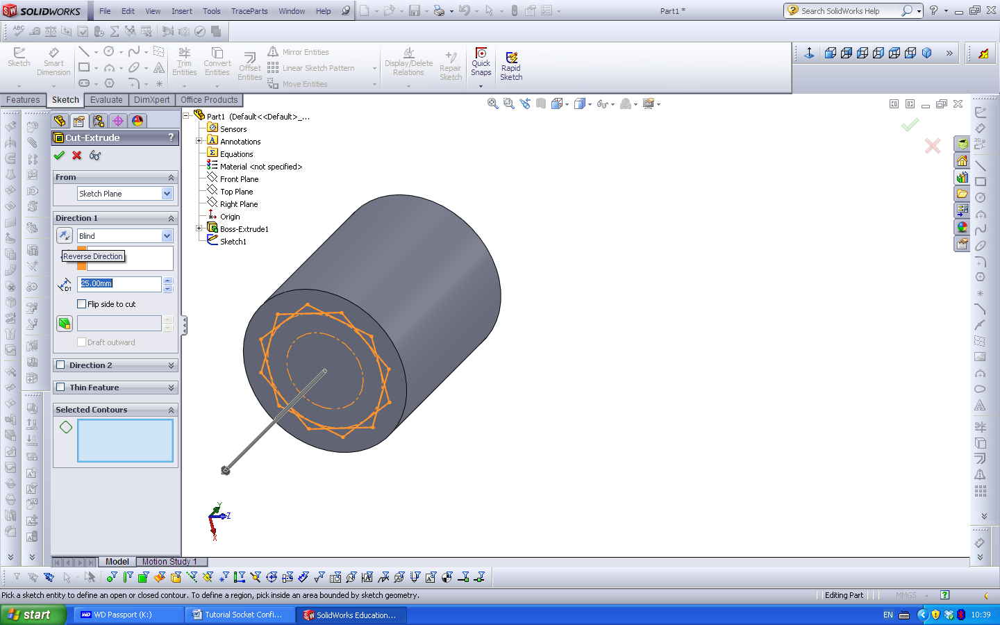 SOLIDWORKS File Edit View Insert Tools TraceParts Window Help Part1 * Search SolidWorks Help
ABC
Sketch Smart Dimension Trim Entities Convert Entities Offset Entities Mirror Entities Linear Sketch Pattern Move Entities Display/Delete Relations Repair Sketch Quick Snaps Rapid Sketch
Features Sketch Evaluate DimXpert Office Products
Cut-Extrude ?
From
Sketch Plane
Direction 1
Blind
Reverse Direction
D1 25.00mm
Flip side to cut
Draft outward
Direction 2
Thin Feature
Selected Contours
Part1 (Default<<Default>_...
Sensors
Annotations
Equations
Material <not specified>
Front Plane
Top Plane
Right Plane
Origin
Boss-Extrude1
Sketch1
Y
Z
X
3D
Model Motion Study 1
Pick a sketch entity to define an open or closed contour. To define a region, pick inside an area bounded by sketch geometry. Editing Part MMGS
start WD Passport (K:) Tutorial Socket Confi... SolidWorks Education... EN 10:39